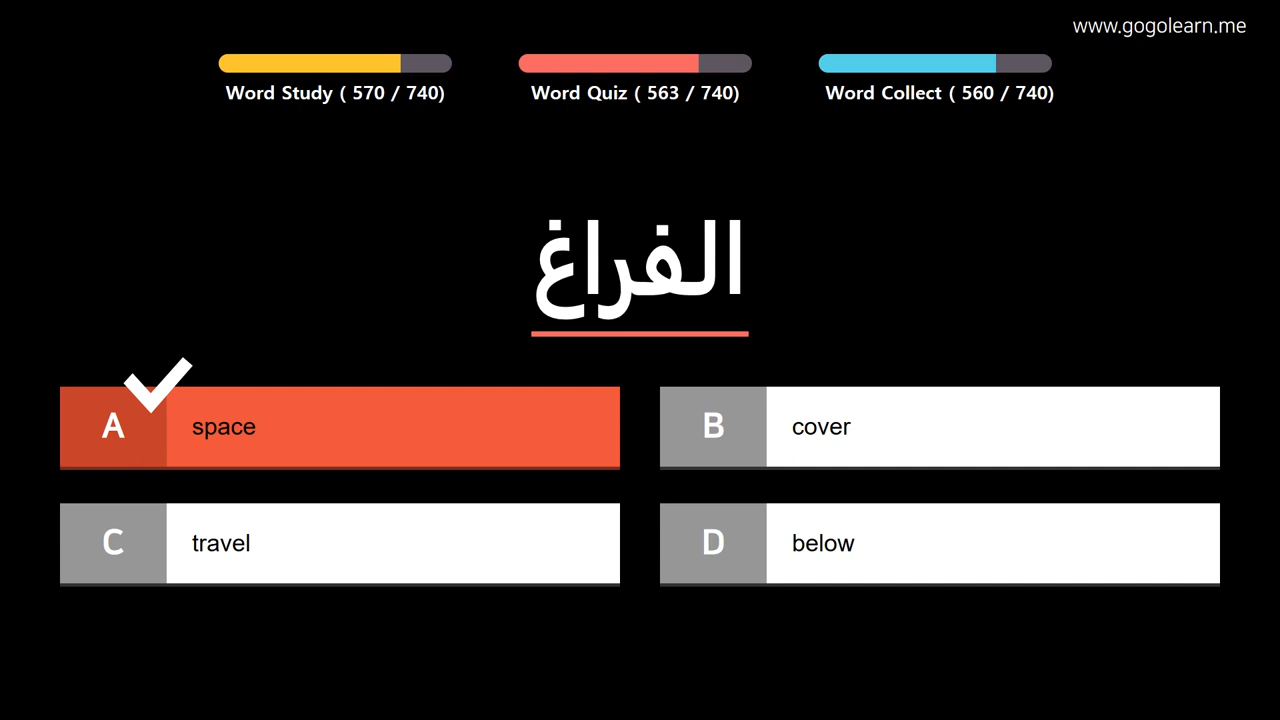 www.gogolearn.me
Word Study ( 570 / 740)
Word Quiz ( 563 / 740)
Word Collect ( 560 / 740)
الفراغ
A space
B cover
C travel
D below